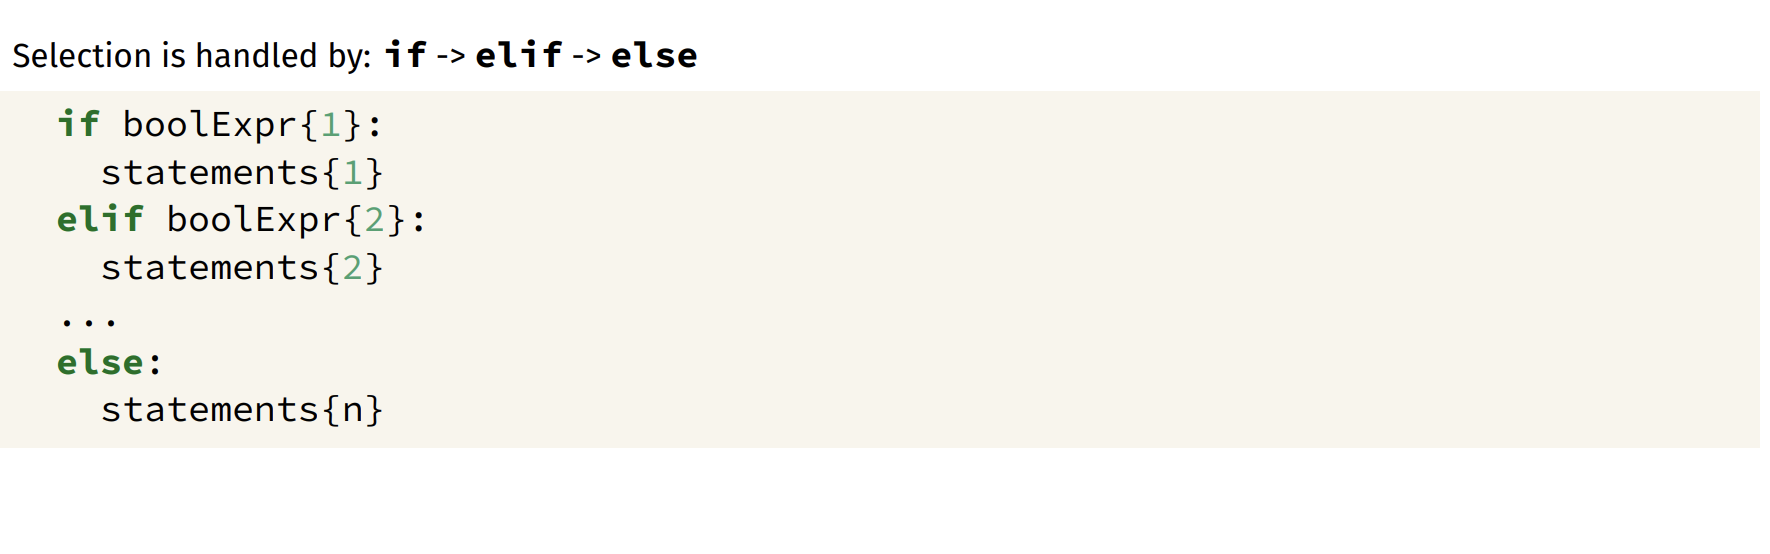 Selection is handled by: if -> elif -> else
if boolExpr{1}:
statements{1}
elif boolExpr{2}:
statements{2}
...
else:
statements{n}